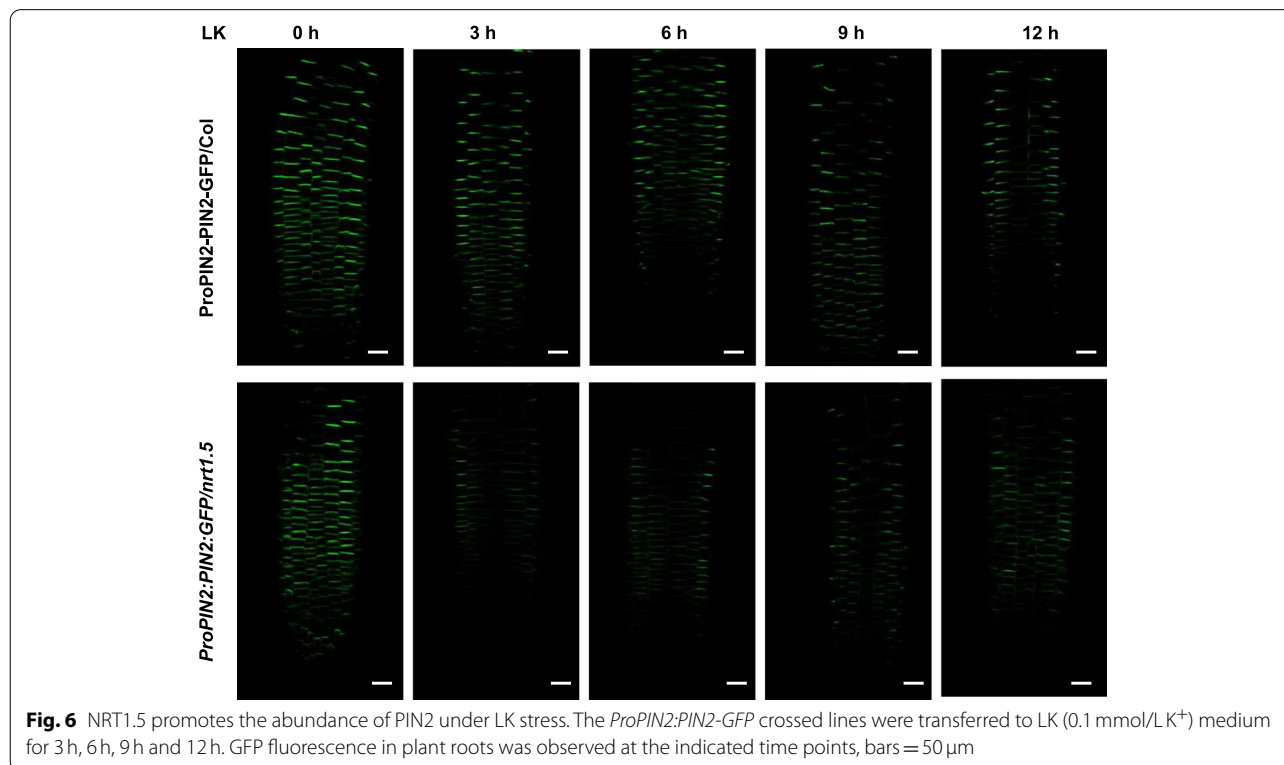 LK 0 h 3 h 6 h 9 h 12 h
ProPIN2-PIN2-GFP/Col
ProPIN2:PIN2:GFP/nrt1.5
Fig. 6 NRT1.5 promotes the abundance of PIN2 under LK stress. The ProPIN2:PIN2-GFP crossed lines were transferred to LK (0.1 mmol/L K+) medium
for 3 h, 6 h, 9 h and 12 h. GFP fluorescence in plant roots was observed at the indicated time points, bars = 50 μm